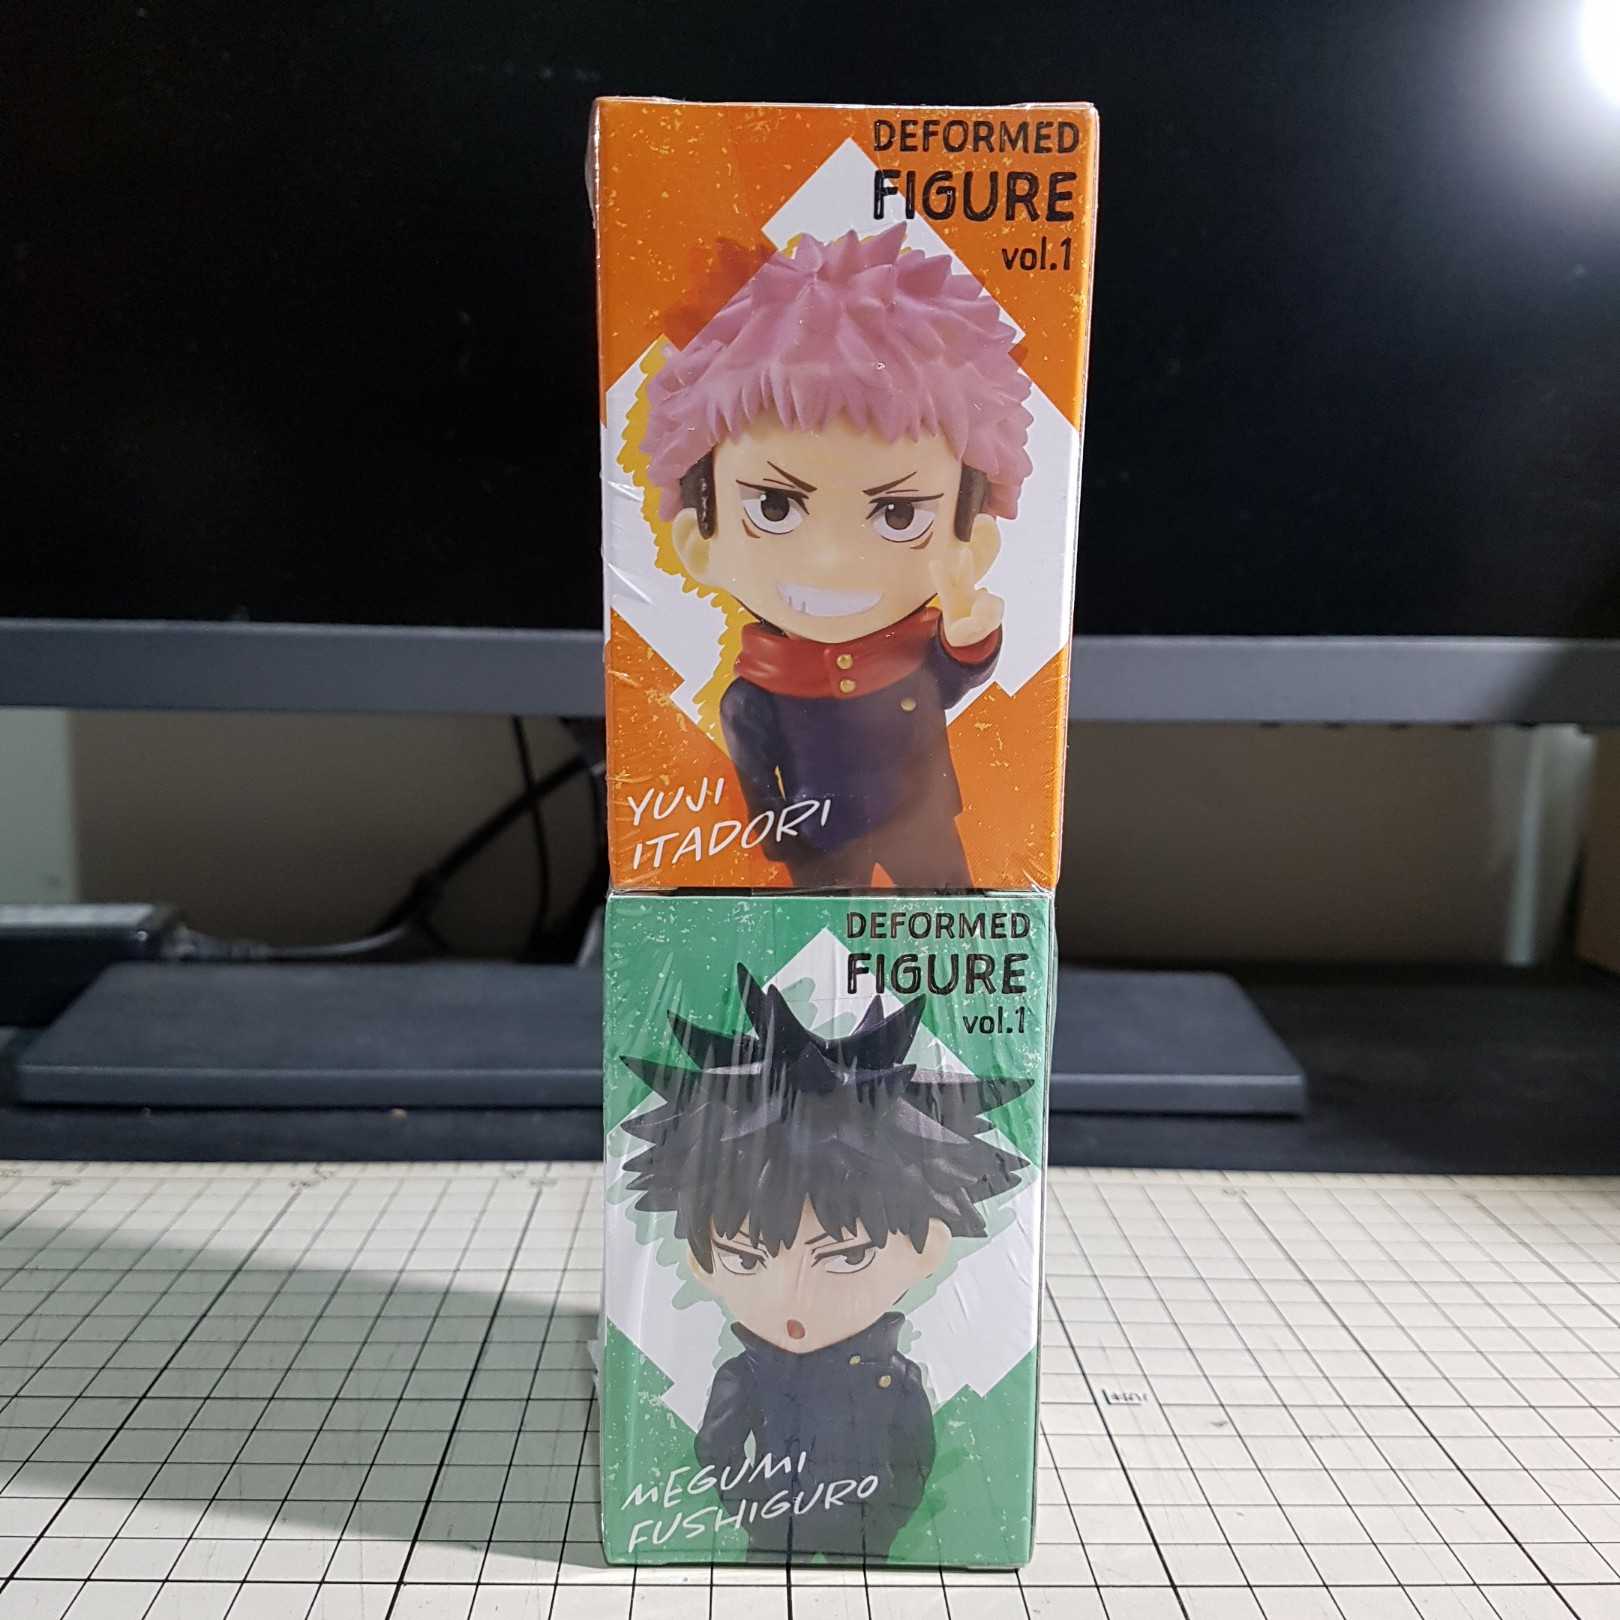 DEFORMED
FIGURE
vol.1
YUJI
ITADORI
DEFORMED
FIGURE
vol.1
MEGUMI
FUSHIGURO